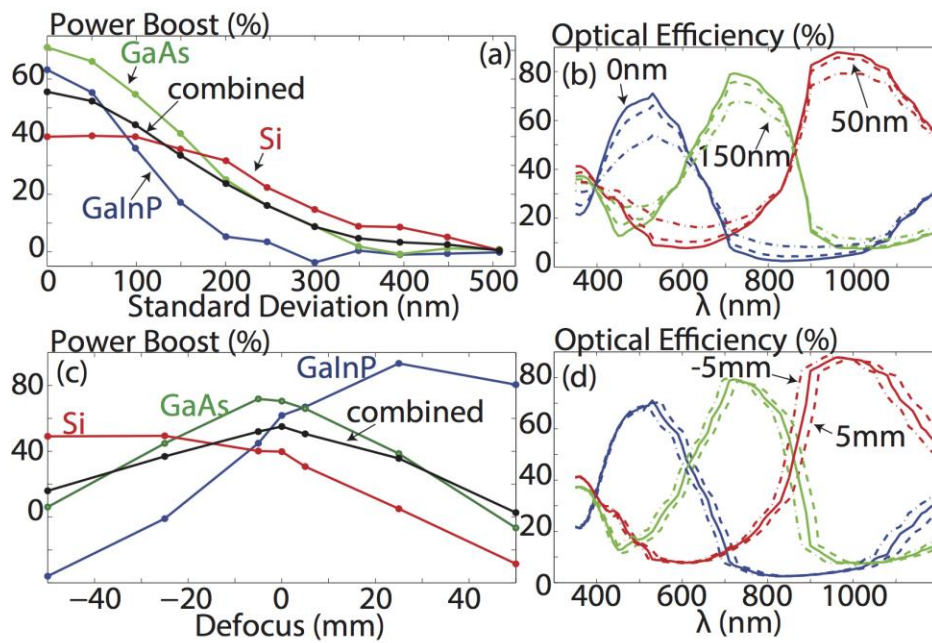 Power Boost (%)
GaAs
(a)
combined
Si
GaInP
60
40
20
0
0 100 200 300 400 500
Standard Deviation (nm)
Optical Efficiency (%)
(b)
0nm
50nm
150nm
80
60
40
20
0
400 600 800 1000
λ (nm)
Power Boost (%)
(c)
GaInP
GaAs
combined
Si
80
40
0
−40 −20 0 20 40
Defocus (mm)
Optical Efficiency (%)
-5mm
(d)
5mm
80
60
40
20
0
400 600 800 1000
λ (nm)